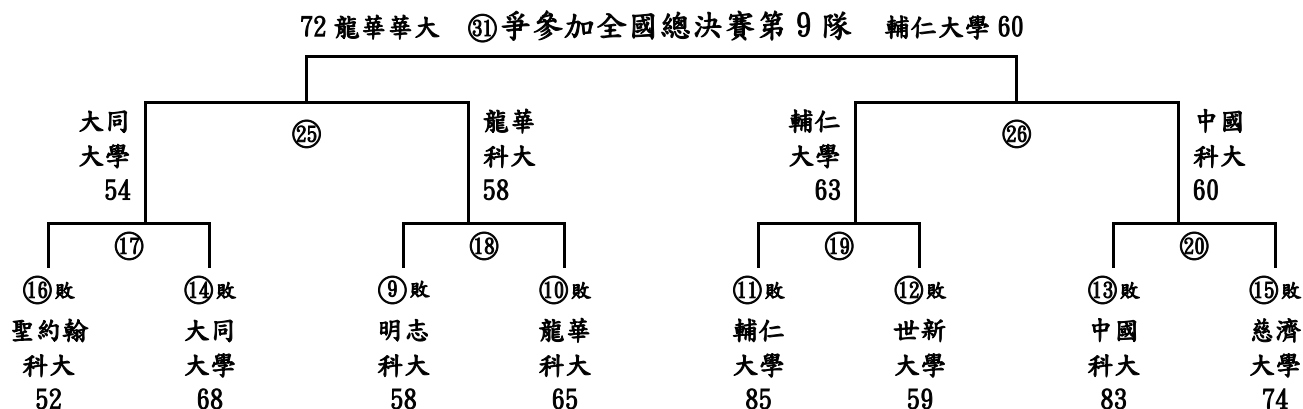 72 龍華華大 ㉛爭參加全國總決賽第 9 隊 輔仁大學 60
大同 龍華 輔仁 中國
㉕ ㉖
大學 科大 大學 科大
54 58 63 60
⑰ ⑱ ⑲ ⑳
⑯敗 ⑭敗 ⑨敗 ⑩敗 ⑪敗 ⑫敗 ⑬敗 ⑮敗
聖約翰 大同 明志 龍華 輔仁 世新 中國 慈濟
科大 大學 科大 科大 大學 大學 科大 大學
52 68 58 65 85 59 83 74